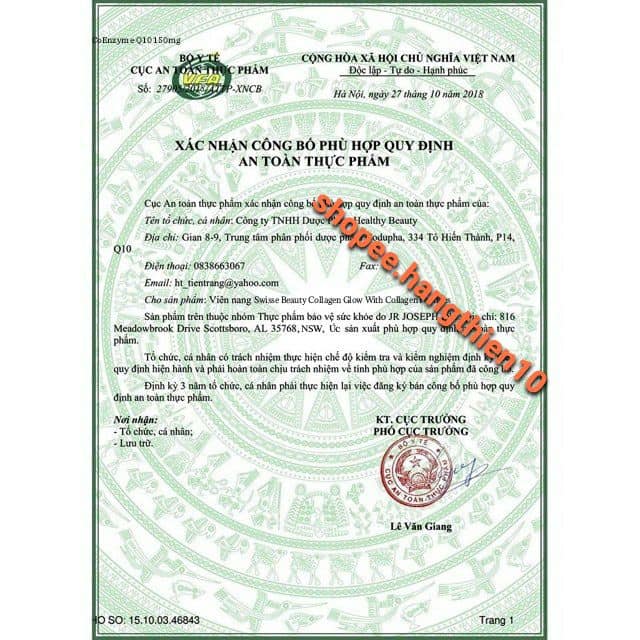 CoEnzyme Q10 150mg
BỘ Y TẾ
CỤC AN TOÀN THỰC PHẨM
VFA
CỘNG HÒA XÃ HỘI CHỦ NGHĨA VIỆT NAM
Độc lập - Tự do - Hạnh phúc
Số: /ATTP-XNCB
Hà Nội, ngày 27 tháng 10 năm 2018
XÁC NHẬN CÔNG BỐ PHÙ HỢP QUY ĐỊNH
AN TOÀN THỰC PHẨM
Cục An toàn thực phẩm xác nhận công bố hợp quy định an toàn thực phẩm của:
Tên tổ chức, cá nhân: Công ty TNHH Dược Healthy Beauty
Địa chỉ: Gian 8-9, Trung tâm phân phối dược 334 Tô Hiến Thành, P14,
Q10
Điện thoại: 0838663067 Fax:
Email: ht_tientrang@yahoo.com
Cho sản phẩm: Viên nang Swisse Beauty Collagen Glow With Collagen
Sản phẩm trên thuộc nhóm Thực phẩm bảo vệ sức khỏe do JR JOSEPH chỉ: 816
Meadowbrook Drive Scottsboro, AL 35768, NSW, Úc sản xuất phù hợp quy định toàn thực
phẩm.
Tổ chức, cá nhân có trách nhiệm thực hiện chế độ kiểm tra và kiểm nghiệm định
quy định hiện hành và phải hoàn toàn chịu trách nhiệm về tính phù hợp của sản phẩm đã công
Định kỳ 3 năm tổ chức, cá nhân phải thực hiện lại việc đăng ký bản công bố phù hợp quy
định an toàn thực phẩm.
Nơi nhận:
- Tổ chức, cá nhân;
- Lưu trữ.
KT. CỤC TRƯỞNG
PHÓ CỤC TRƯỞNG
BỘ Y TẾ
CỤC AN TOÀN THỰC PHẨM
Lê Văn Giang
HO SO: 15.10.03.46843
Trang 1
shopee.hangthien10